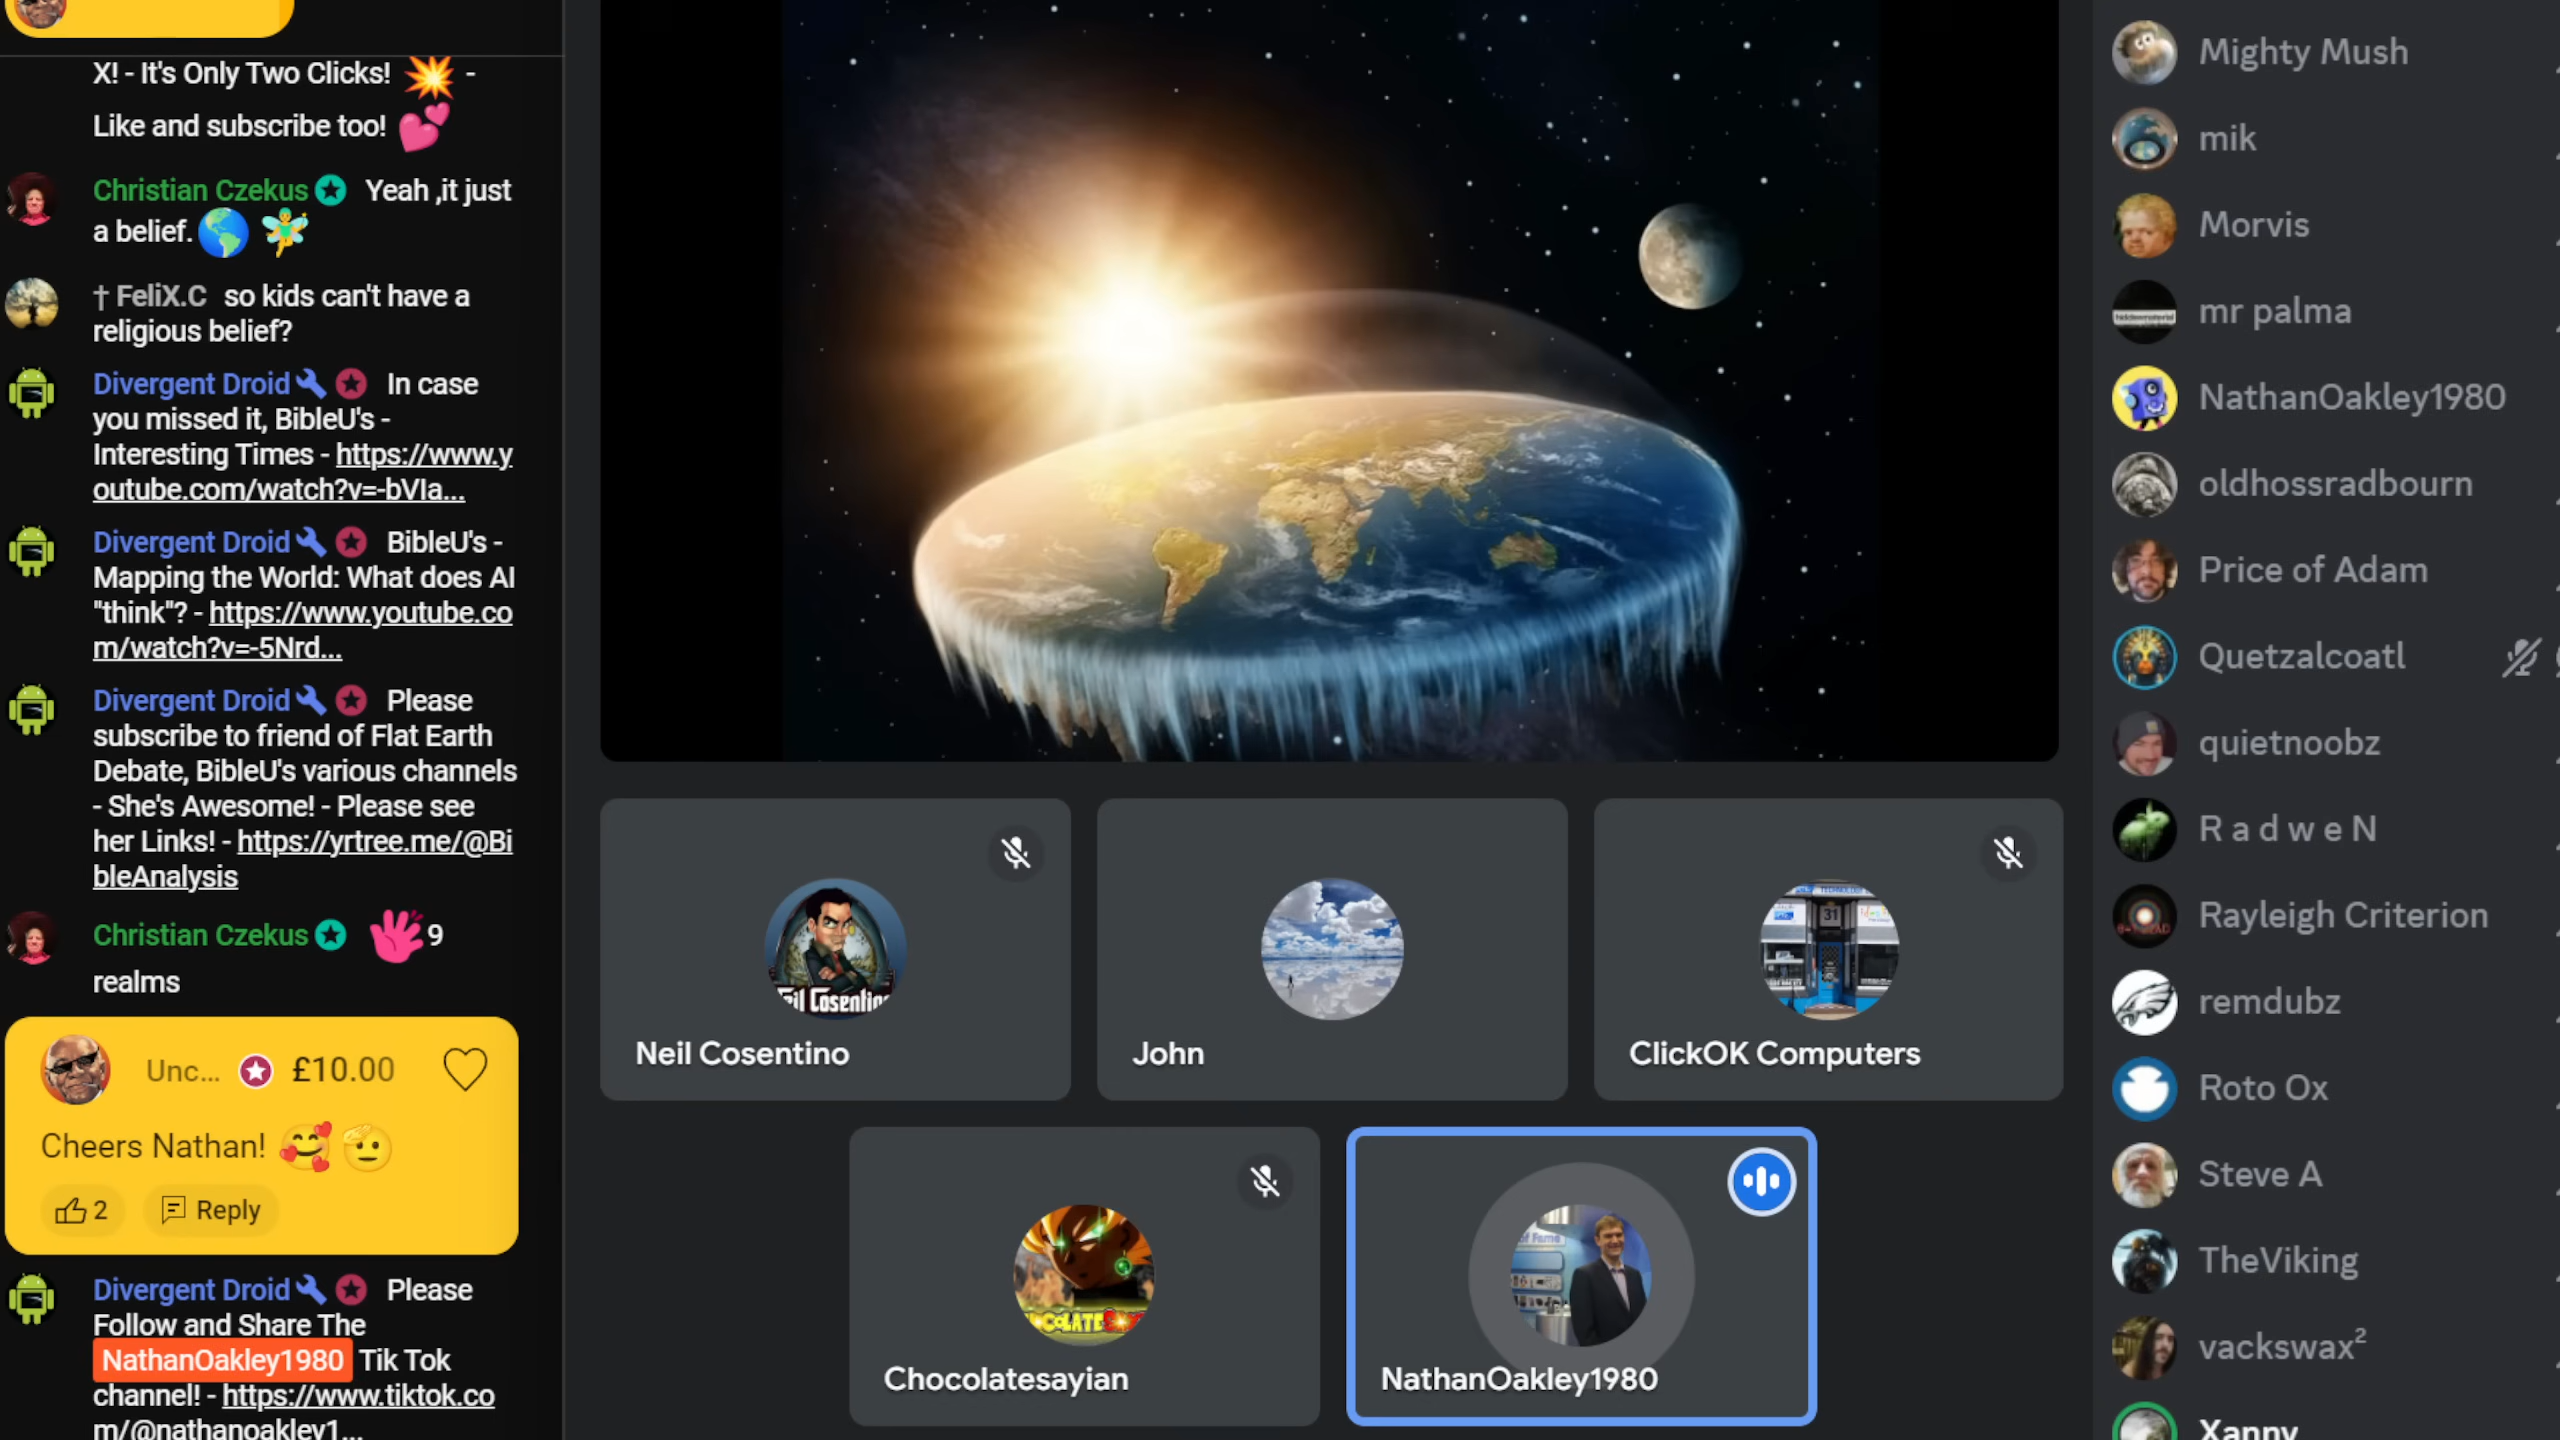 X! - It's Only Two Clicks! 💥 -
Like and subscribe too! 💕
Christian Czekus Yeah ,it just
a belief. 🌎 🧚‍♂️
† FeliX.C so kids can't have a
religious belief?
Divergent Droid In case
you missed it, BibleU's -
Interesting Times - https://www.y
outube.com/watch?v=-bVIa...
Divergent Droid BibleU's -
Mapping the World: What does AI
"think"? - https://www.youtube.co
m/watch?v=-5Nrd...
Divergent Droid Please
subscribe to friend of Flat Earth
Debate, BibleU's various channels
- She's Awesome! - Please see
her Links! - https://yrtree.me/@Bi
bleAnalysis
Christian Czekus 9
realms
Unc... £10.00
Cheers Nathan! 🥰 🫡
2 Reply
Divergent Droid Please
Follow and Share The
NathanOakley1980 Tik Tok
channel! - https://www.tiktok.co
m/@nathanoakley1...
Neil Cosentino
31
John
ClickOK Computers
of Fame
Chocolatesayian
NathanOakley1980
Mighty Mush
mik
Morvis
mr palma
NathanOakley1980
oldhossradbourn
Price of Adam
Quetzalcoatl
quietnoobz
R a d w e N
Rayleigh Criterion
remdubz
Roto Ox
Steve A
TheViking
vackswax²
Xanny